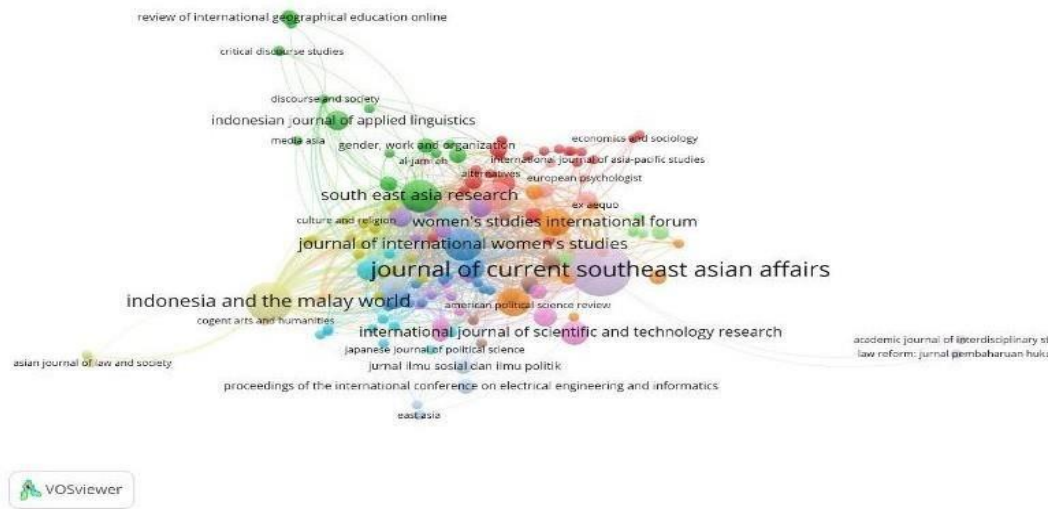 review of international geographical education online
critical discourse studies
discourse and society
indonesian journal of applied linguistics
media asia
gender, work and organization
economics and sociology
al-jami'ah
international journal of asia-pacific studies
alternatives
european psychologist
south east asia research
ex aequo
culture and religion
women's studies international forum
journal of international women's studies
journal of current southeast asian affairs
indonesia and the malay world
american political science review
cogent arts and humanities
international journal of scientific and technology research
academic journal of interdisciplinary st
japanese journal of political science
law reform: jurnal pembaharuan huku
asian journal of law and society
jurnal ilmu sosial dan ilmu politik
proceedings of the international conference on electrical engineering and informatics
east asia
VOSviewer